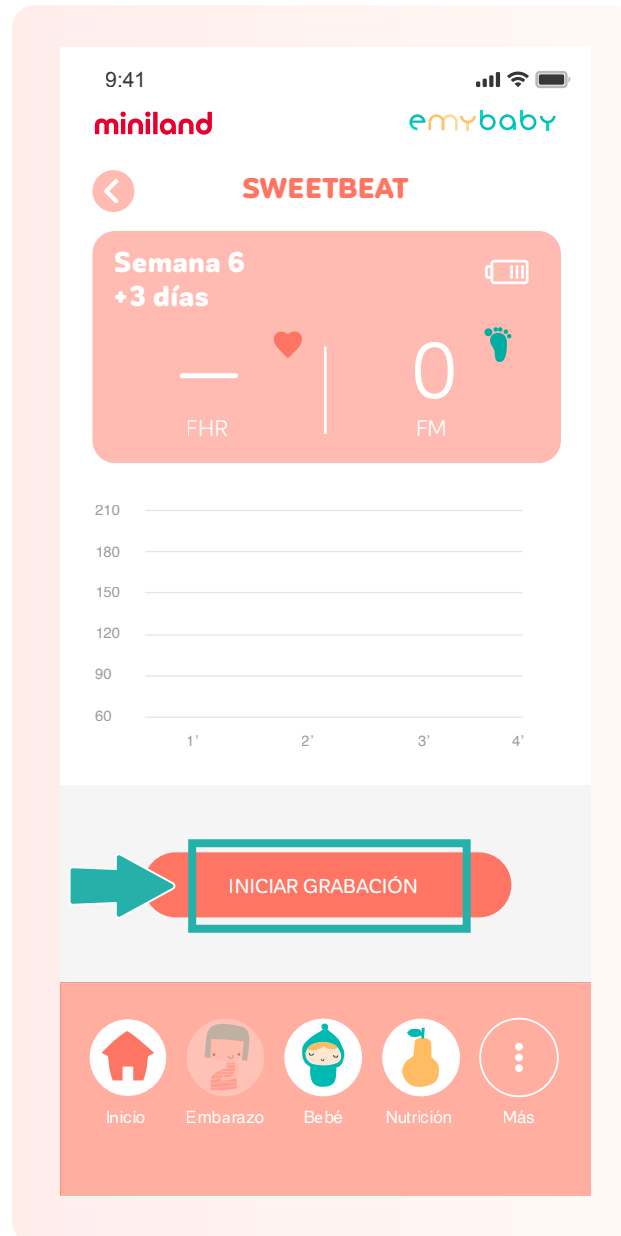 9:41
miniland
emybaby
SWEETBEAT
Semana 6
+3 días
0
FHR
FM
210
180
150
120
90
60
1'
2'
3'
4'
INICIAR GRABACIÓN
Inicio
Embarazo
Bebé
Nutrición
Más